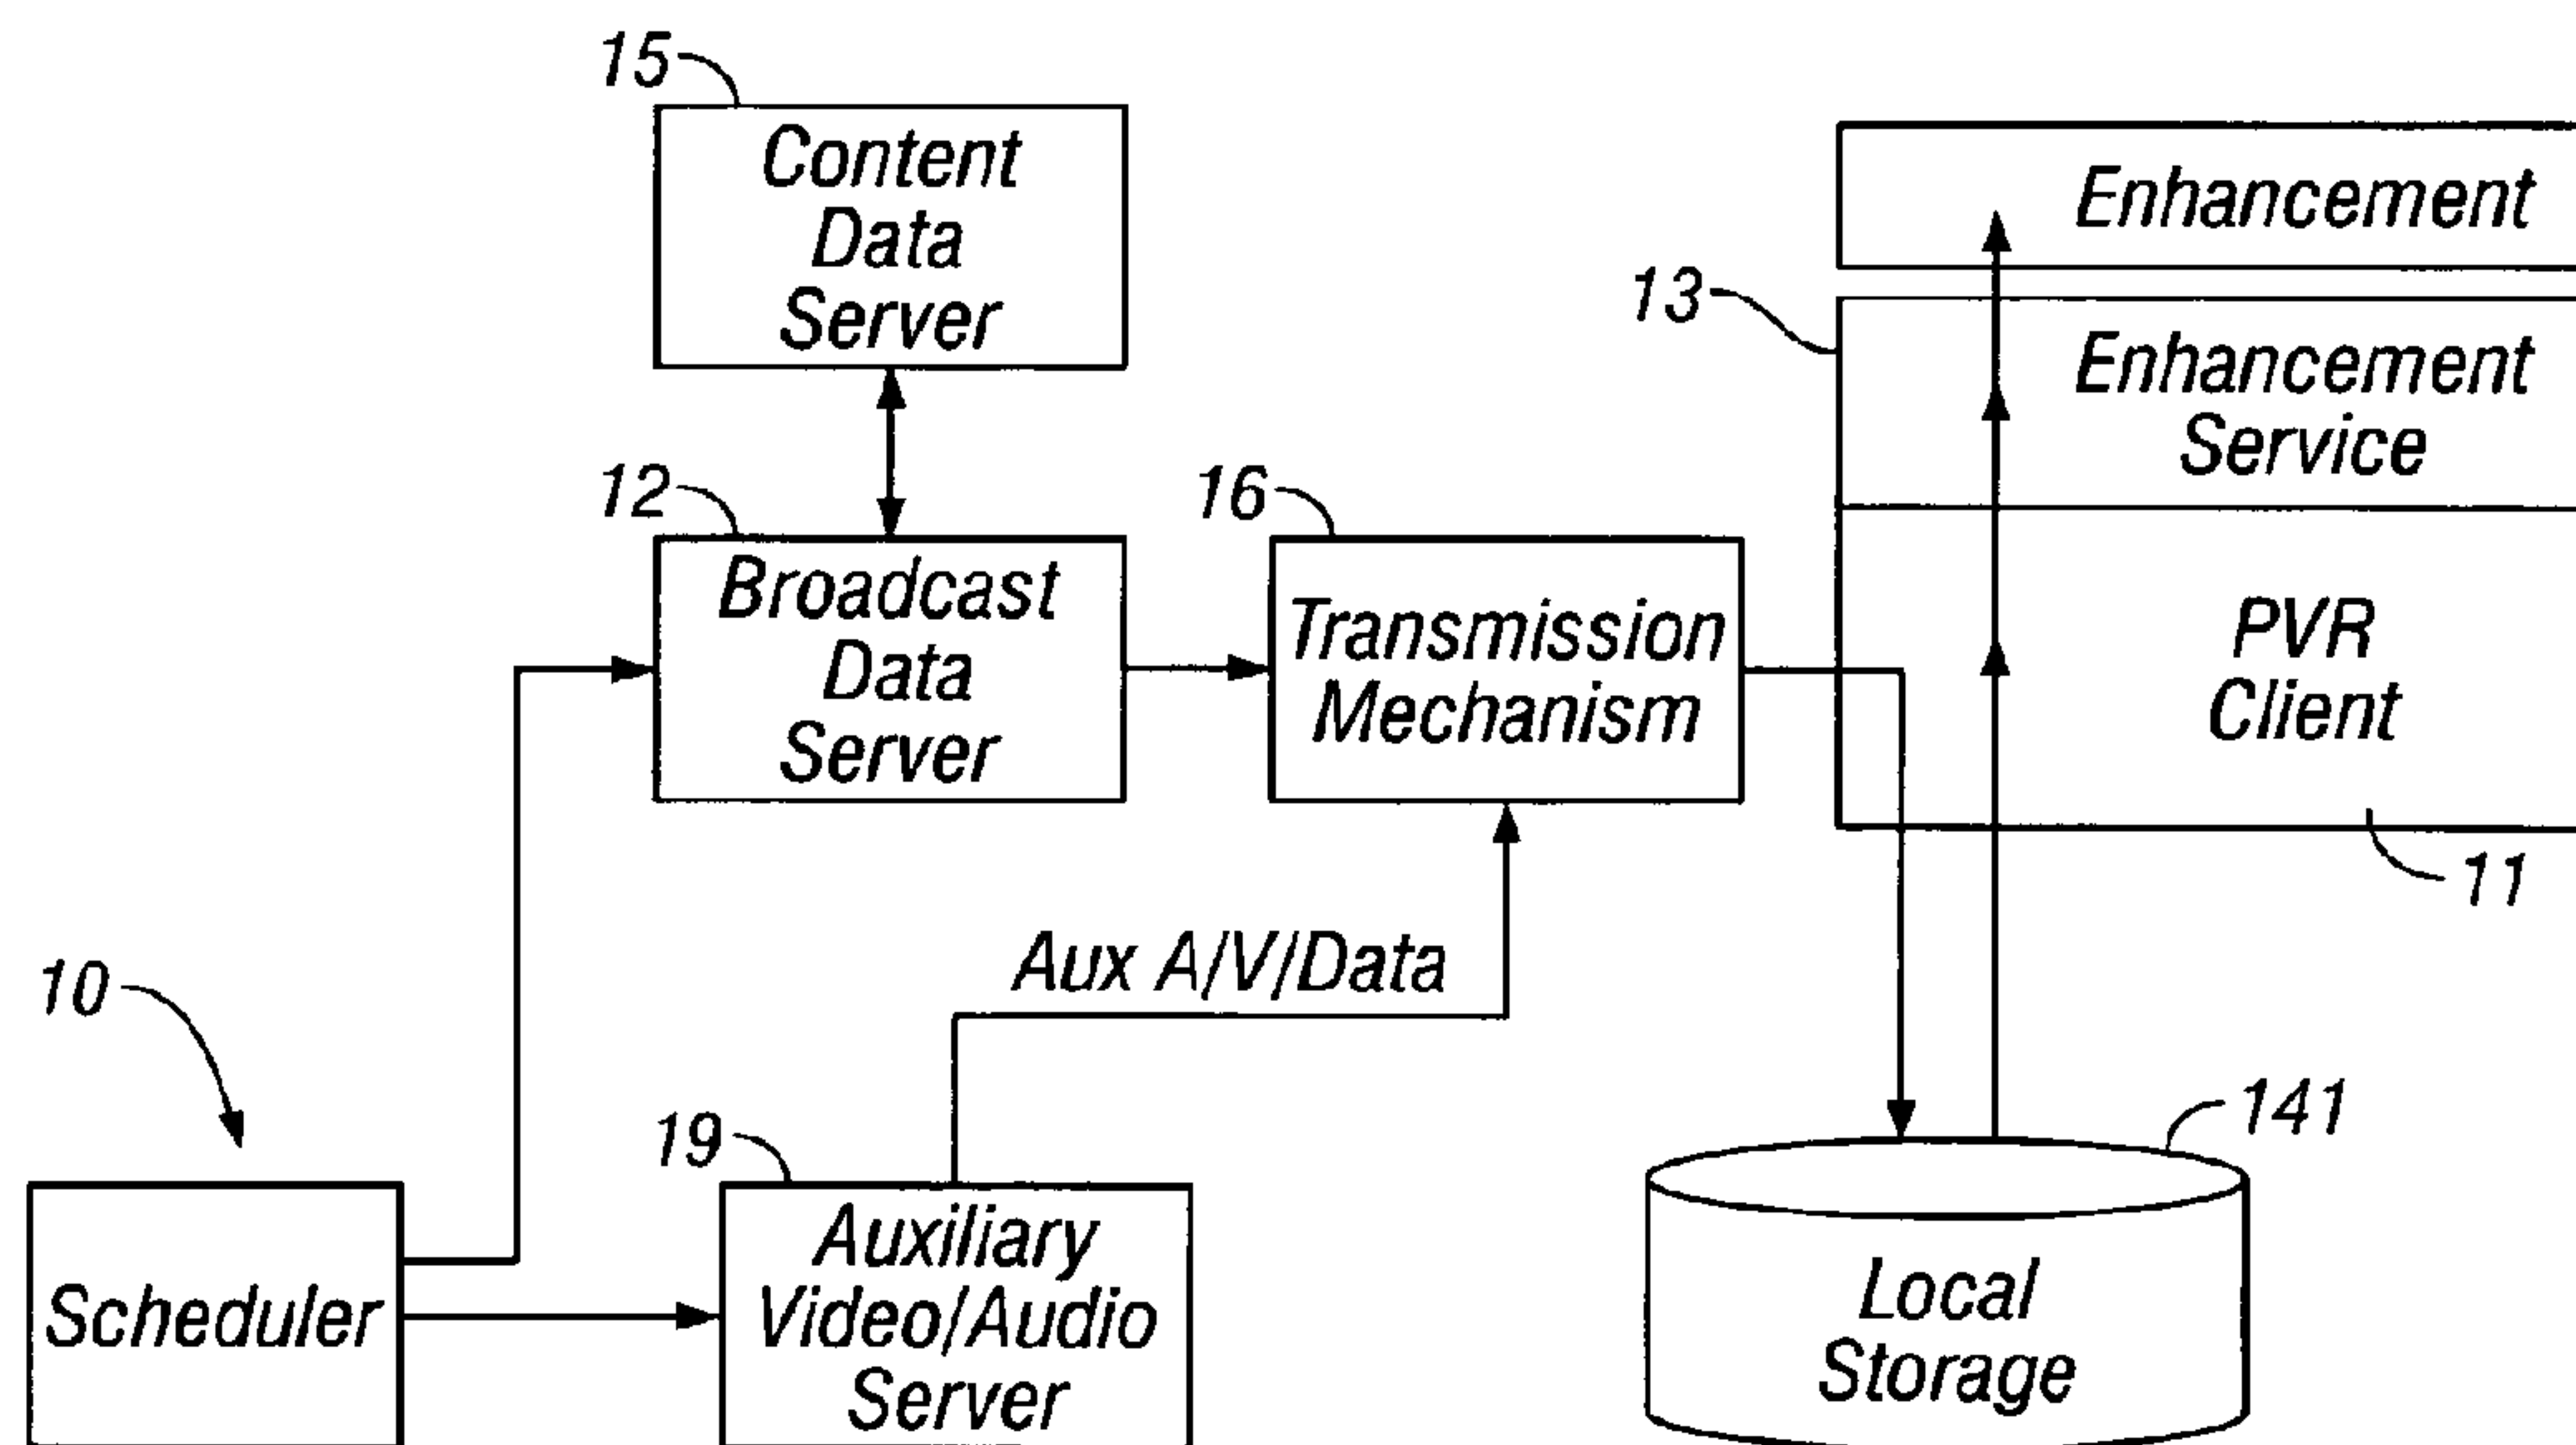 15
Content
Data
Server
Enhancement
13
Enhancement
Service
12
Broadcast
Data
Server
16
Transmission
Mechanism
PVR
Client
11
Aux A/V/Data
10
Scheduler
19
Auxiliary
Video/Audio
Server
141
Local
Storage